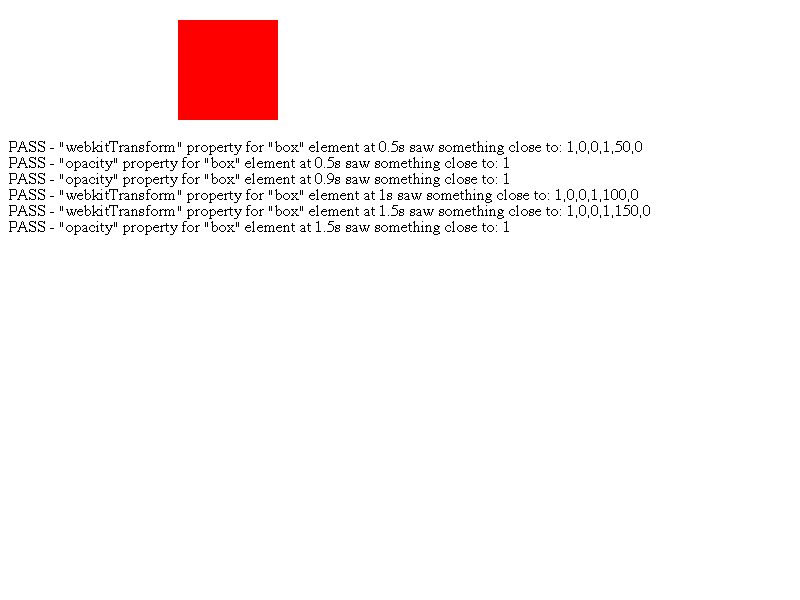 PASS - "webkitTransform" property for "box" element at 0.5s saw something close to: 1,0,0,1,50,0
PASS - "opacity" property for "box" element at 0.5s saw something close to: 1
PASS - "opacity" property for "box" element at 0.9s saw something close to: 1
PASS - "webkitTransform" property for "box" element at 1s saw something close to: 1,0,0,1,100,0
PASS - "webkitTransform" property for "box" element at 1.5s saw something close to: 1,0,0,1,150,0
PASS - "opacity" property for "box" element at 1.5s saw something close to: 1